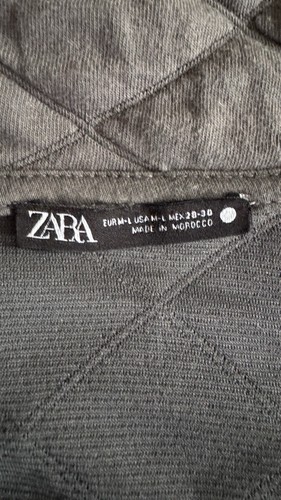 ZARA
EUR M-L USA M-L MEX 28-30
MADE IN MOROCCO